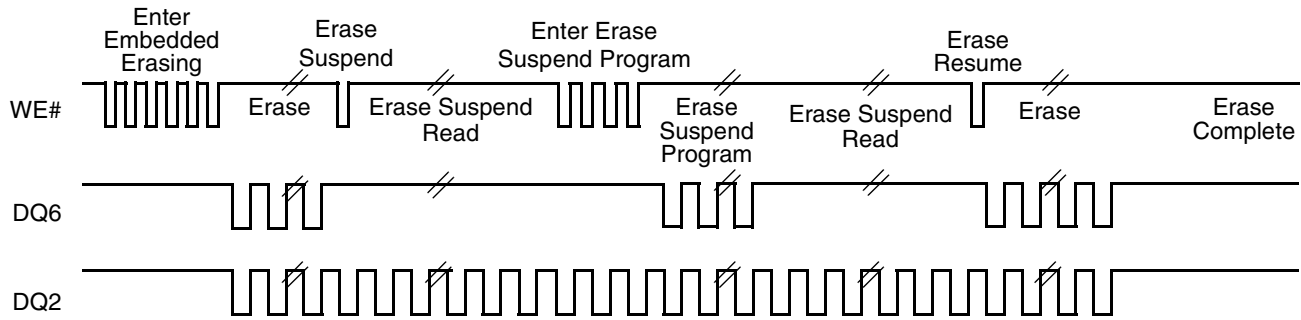 Enter
Embedded
Erasing
Erase
Suspend
Enter Erase
Suspend Program
Erase
Resume
WE#
Erase
Erase Suspend
Read
Erase
Suspend
Program
Erase Suspend
Read
Erase
Erase
Complete
DQ6
DQ2